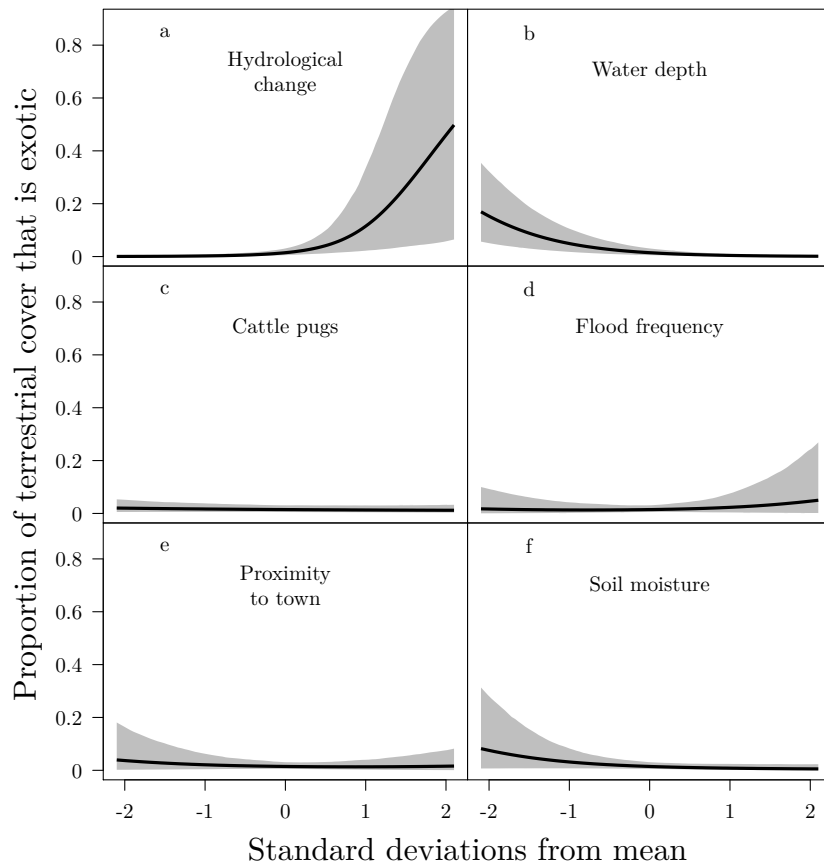 Proportion of terrestrial cover that is exotic
a
Hydrological
change
0.8
0.6
0.4
0.2
0
b
Water depth
c
Cattle pugs
0.8
0.6
0.4
0.2
0
d
Flood frequency
e
Proximity
to town
0.8
0.6
0.4
0.2
0
f
Soil moisture
-2 -1 0 1 2
-2 -1 0 1 2
Standard deviations from mean